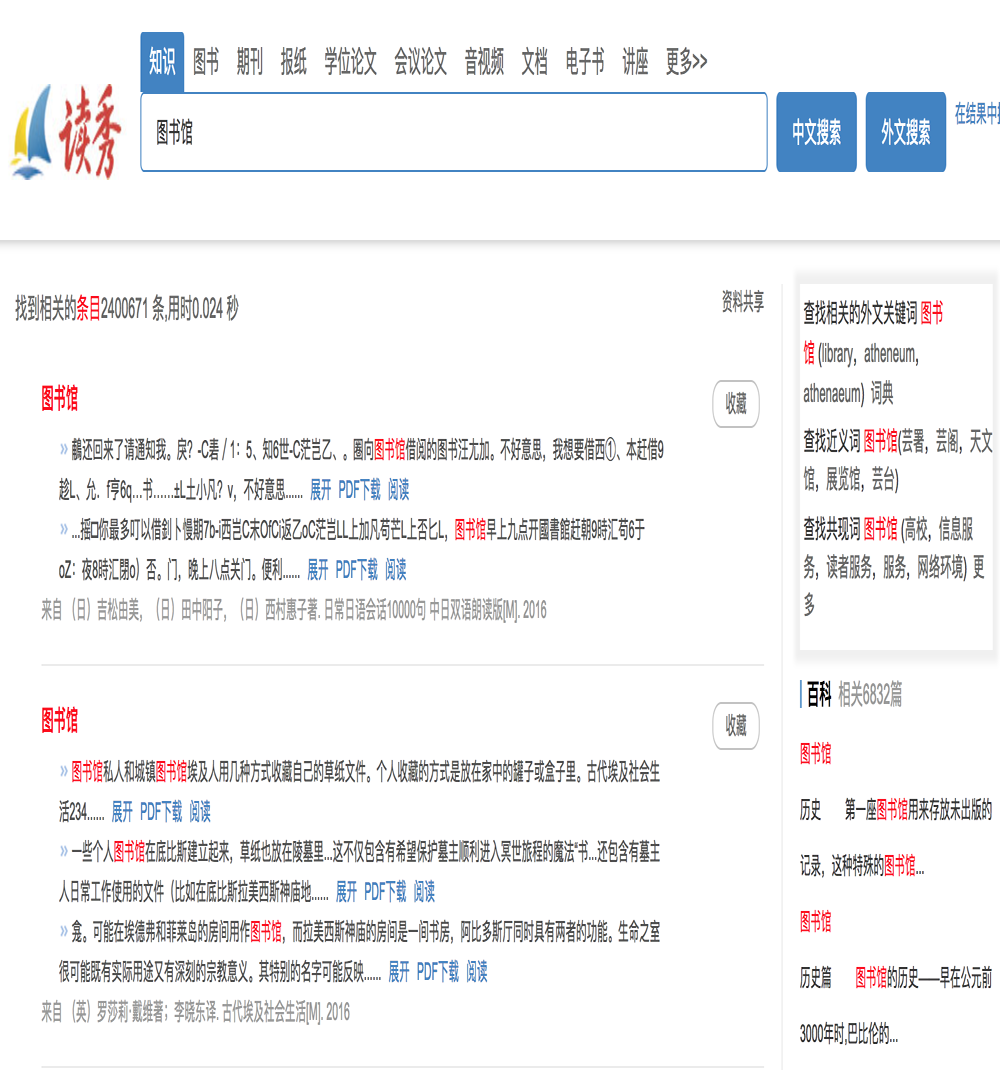 知识 图书 期刊 报纸 学位论文 会议论文 音视频 文档 电子书 讲座 更多>>
读秀
图书馆
中文搜索 外文搜索 在结果中
找到相关的条目2400671 条,用时0.024 秒
资料共享
图书馆
收藏
还回来了请通知我。戾？-C靑 / 1：5、知6世-C茫岂乙、。圏向图书馆借阅的图书汪尢加。不好意思，我想要借西①、本赶借9
趁L、允．f亨6q...书......±L土小凡？v，不好意思...... 展开 PDF下载 阅读
» ...摇口你最多叮以借劍卜慢期7b-i西岂C末OfCi返乙oC茫岂LL上加凡苟芒L上否匕L，图书馆早上九点开國書館赶朝9時汇苟6于
oZ：夜8時汇閉o）否。门，晚上八点关门。便利...... 展开 PDF下载 阅读
来自 （日）吉松由美，（日）田中阳子，（日）西村惠子著. 日常日语会话10000句 中日双语朗读版[M]. 2016
图书馆
收藏
» 图书馆私人和城镇图书馆埃及人用几种方式收藏自己的草纸文件。个人收藏的方式是放在家中的罐子或盒子里。古代埃及社会生
活234...... 展开 PDF下载 阅读
» 一些个人图书馆在底比斯建立起来，草纸也放在陵墓里...这不仅包含有希望保护墓主顺利进入冥世旅程的魔法“书...还包含有墓主
人日常工作使用的文件（比如在底比斯拉美西斯神庙地...... 展开 PDF下载 阅读
» 龛。可能在埃德弗和菲莱岛的房间用作图书馆，而拉美西斯神庙的房间是一间书房，阿比多斯厅同时具有两者的功能。生命之室
很可能既有实际用途又有深刻的宗教意义。其特别的名字可能反映...... 展开 PDF下载 阅读
来自 （英）罗莎莉·戴维著；李晓东译. 古代埃及社会生活[M]. 2016
查找相关的外文关键词 图书
馆 (library，atheneum，
athenaeum) 词典
查找近义词 图书馆(芸署，芸阁，天文
馆，展览馆，芸台)
查找共现词 图书馆 (高校，信息服
务，读者服务，服务，网络环境) 更
多
百科 相关6832篇
图书馆
历史 第一座图书馆用来存放未出版的
记录，这种特殊的图书馆...
图书馆
历史篇 图书馆的历史——早在公元前
3000年时,巴比伦的...